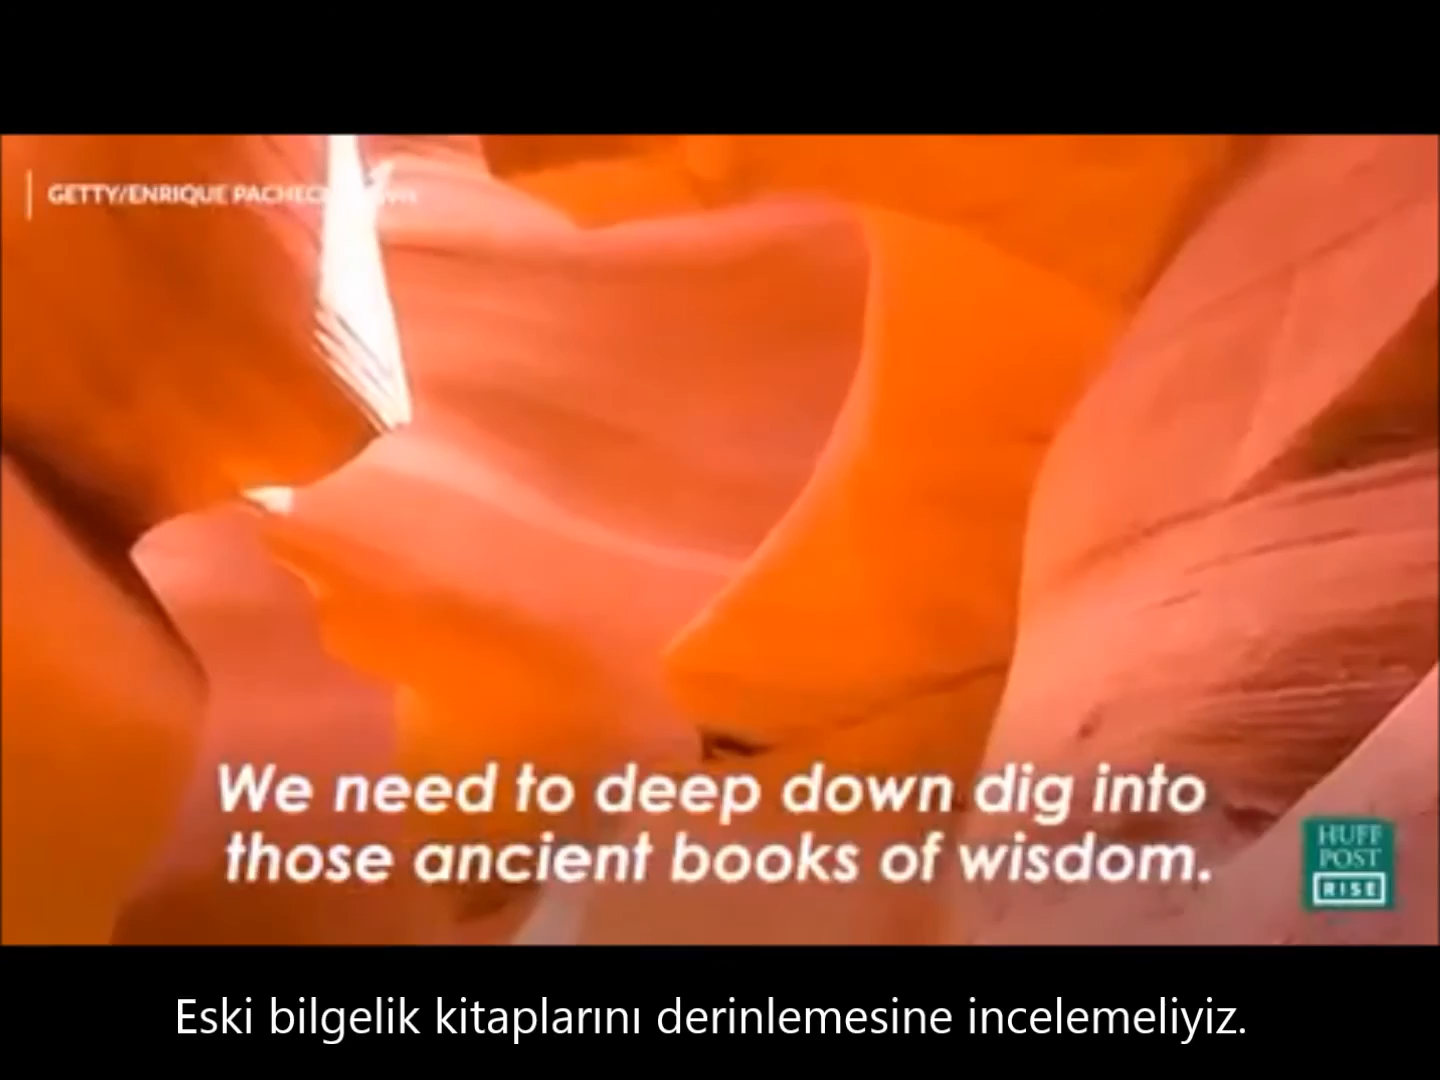 GETTY/ENRIQUE PACHECO
We need to deep down dig into
those ancient books of wisdom.
HUFF
POST
RISE
Eski bilgelik kitaplarını derinlemesine incelemeliyiz.